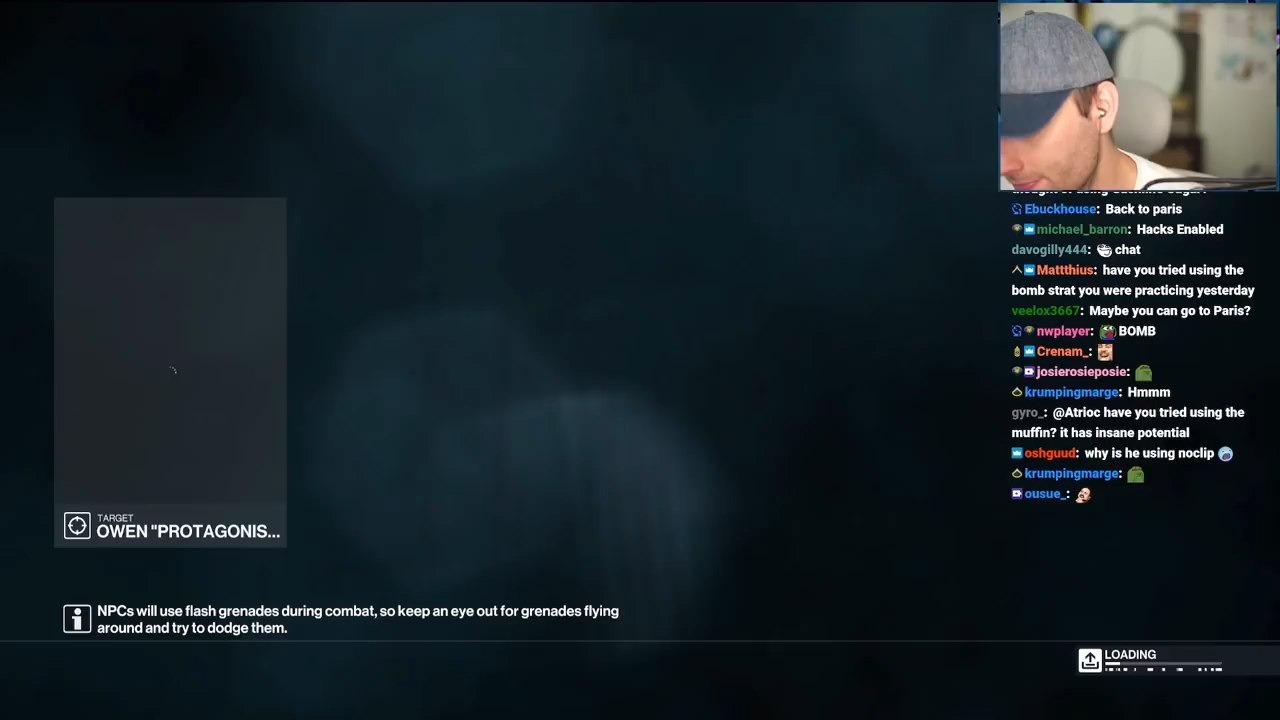 Ebuckhouse: Back to paris
michael_barron: Hacks Enabled
davogilly444: chat
Mattthius: have you tried using the
bomb strat you were practicing yesterday
veelox3667: Maybe you can go to Paris?
nwplayer: BOMB
Crenam_:
josierosieposie:
krumpingmarge: Hmmm
gyro_: @Atrioc have you tried using the
muffin? it has insane potential
oshguud: why is he using noclip
krumpingmarge:
ousue_:
TARGET
OWEN "PROTAGONIS...
NPCs will use flash grenades during combat, so keep an eye out for grenades flying
around and try to dodge them.
LOADING